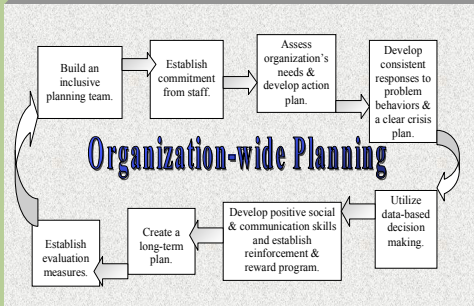 Build an
inclusive
planning team.
Establish
commitment
from staff.
Assess
organization's
needs &
develop action
plan.
Develop
consistent
responses to
problem
behaviors &
a clear crisis
plan.
Organization-wide Planning
Utilize
data-based
decision
making.
Develop positive social
& communication skills
and establish
reinforcement &
reward program.
Create a
long-term
plan.
Establish
evaluation
measures.